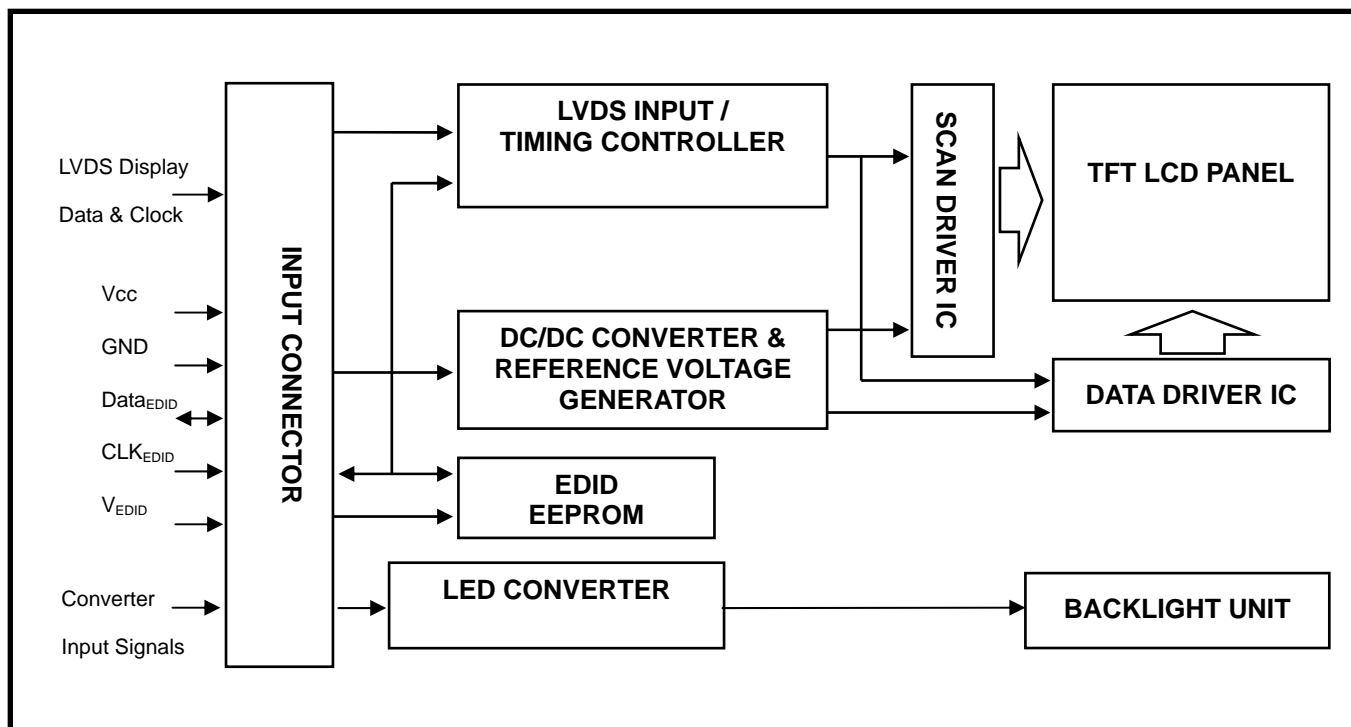 LVDS Display
Data & Clock
Vcc
GND
DataEDID
CLKEDID
VEDID
Converter
Input Signals
INPUT CONNECTOR
LVDS INPUT /
TIMING CONTROLLER
DC/DC CONVERTER &
REFERENCE VOLTAGE
GENERATOR
EDID
EEPROM
LED CONVERTER
SCAN DRIVER IC
TFT LCD PANEL
DATA DRIVER IC
BACKLIGHT UNIT